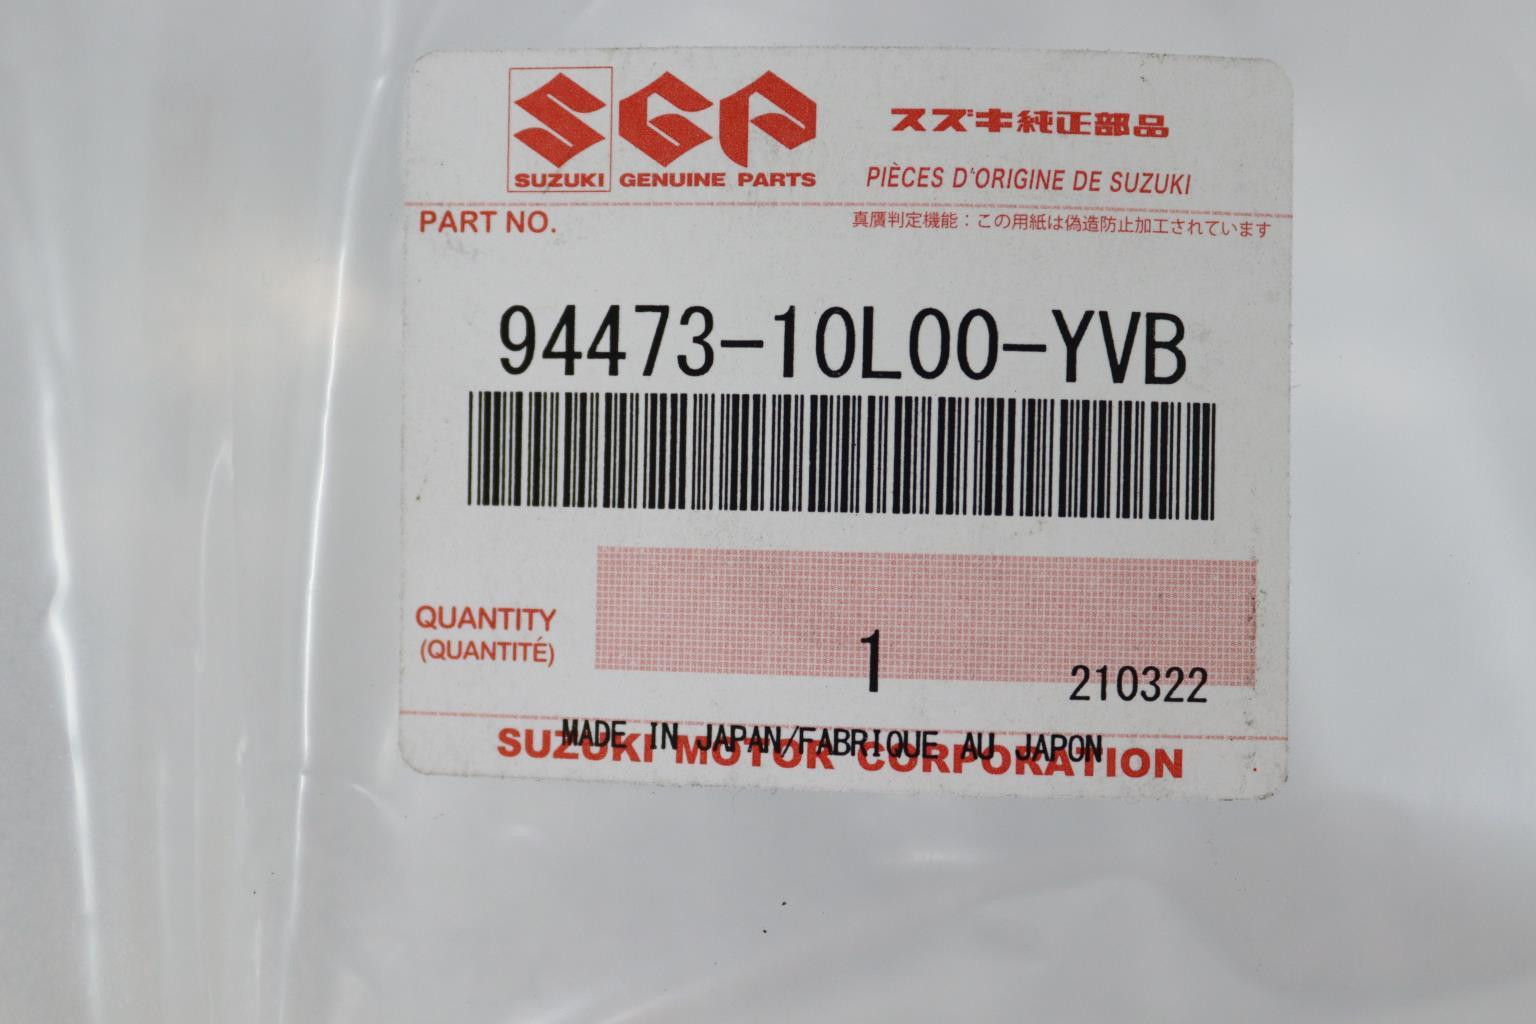 SGP
SUZUKI GENUINE PARTS
スズキ純正部品
PIÈCES D'ORIGINE DE SUZUKI
PART NO.
真贋判定機能：この用紙は偽造防止加工されています
94473-10L00-YVB
QUANTITY
(QUANTITÉ)
1
210322
MADE IN JAPAN/FABRIQUE AU JAPON
SUZUKI MOTOR CORPORATION